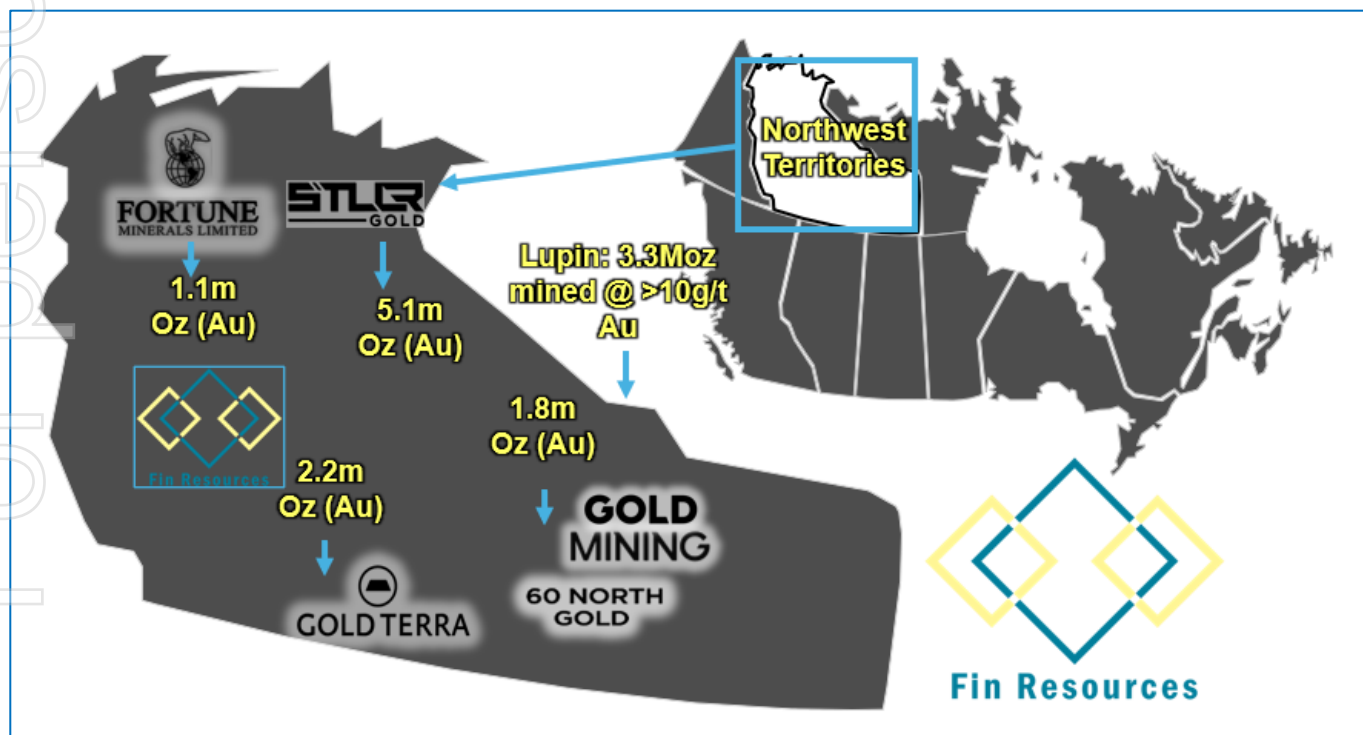 Northwest
Territories
FORTUNE
MINERALS LIMITED
STLLR
GOLD
1.1m
Oz (Au)
5.1m
Oz (Au)
Lupin: 3.3Moz
mined @ >10g/t
Au
Fin Resources
2.2m
Oz (Au)
1.8m
Oz (Au)
GOLD
MINING
60 NORTH
GOLD
GOLD TERRA
Fin Resources